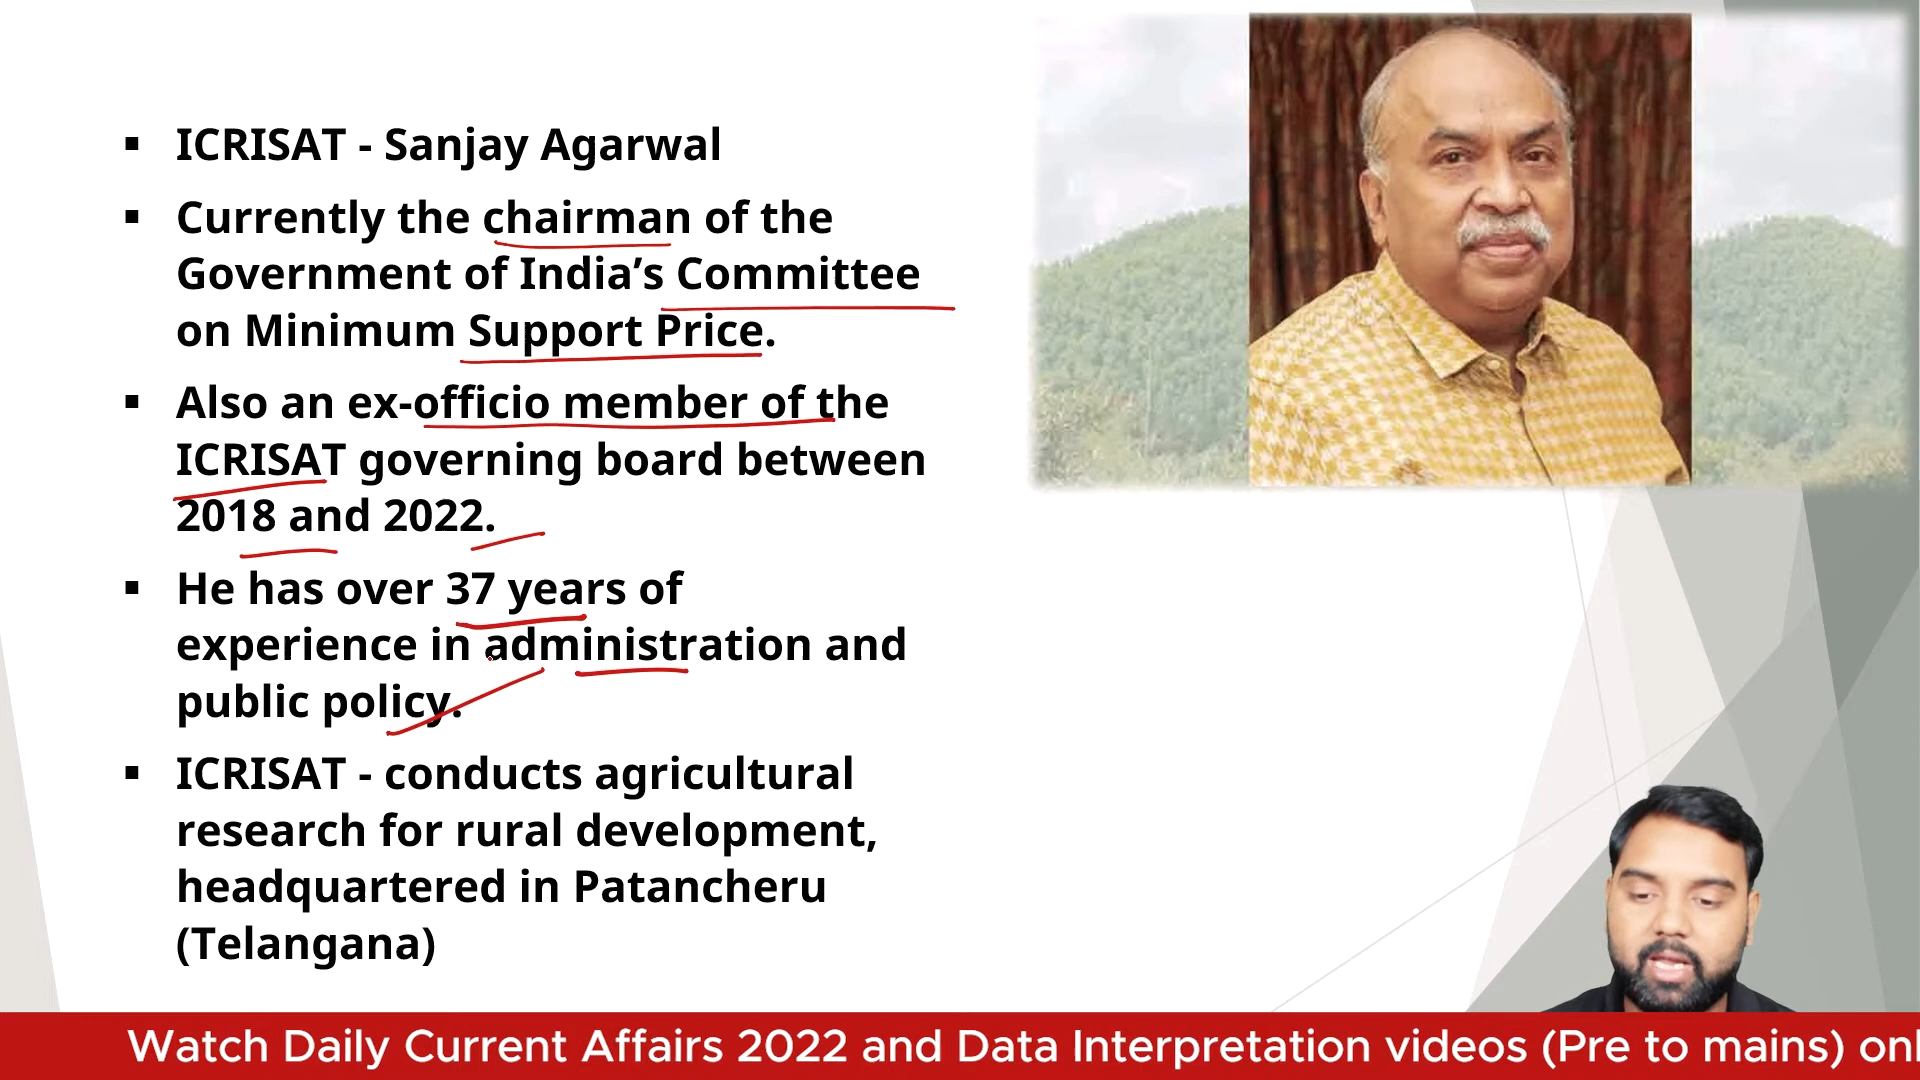 ▪ ICRISAT - Sanjay Agarwal
▪ Currently the chairman of the
Government of India’s Committee
on Minimum Support Price.
▪ Also an ex-officio member of the
ICRISAT governing board between
2018 and 2022.
▪ He has over 37 years of
experience in administration and
public policy.
▪ ICRISAT - conducts agricultural
research for rural development,
headquartered in Patancheru
(Telangana)
Watch Daily Current Affairs 2022 and Data Interpretation videos (Pre to mains)